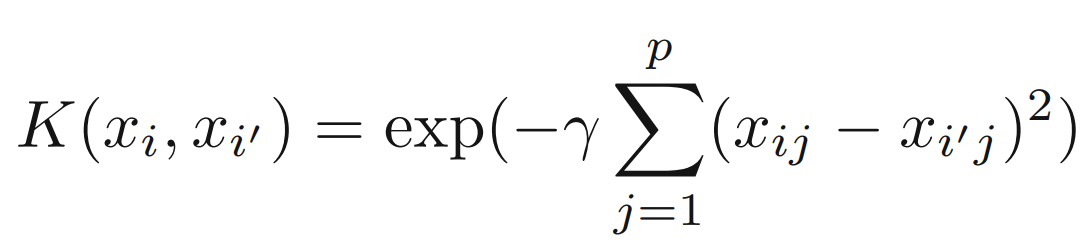 K(x_i, x_{i'}) = exp(−γ ∑_{j=1}^{p} (x_{ij} − x_{i'j})^2)